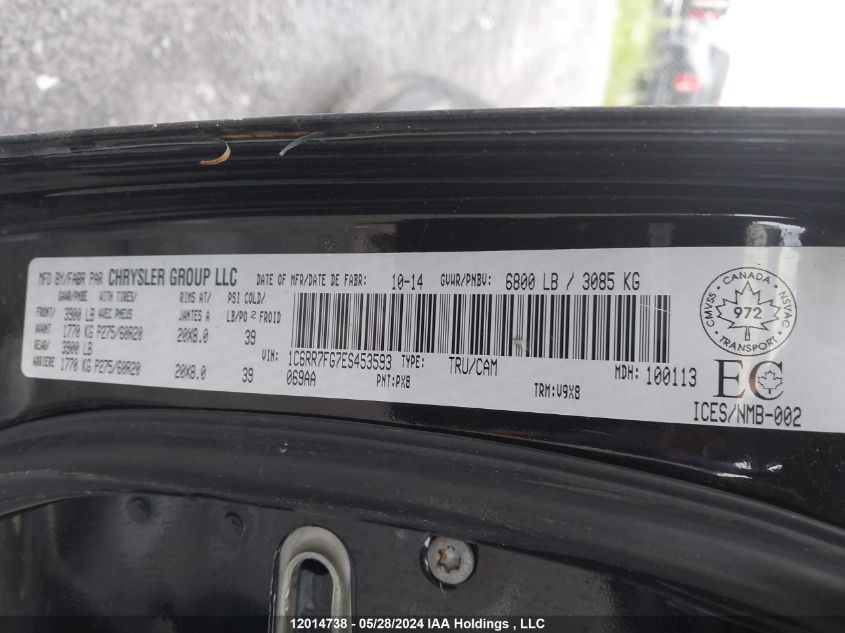 MFD BY/FABR PAR CHRYSLER GROUP LLC DATE OF MFR/DATE DE FABR: 10-14 GVWR/PNBV: 6800 LB / 3085 KG
GAWR/PNBE WITH TIRES/ RIMS AT/ PSI COLD/
FRONT/ 3900 LB AVEC PNEUS JANTES A LB/PO 2 FROID
AVANT 1770 KG P275/60R20 20X8.0 39
REAR/ 3900 LB
ARRIERE 1770 KG P275/60R20 20X8.0 39
VIN: 1C6RR7FG7ES453593 TYPE: TRU/CAM MDH: 100113
069AA PNT:PX8 TRM:V9X8
CANADA
CMVSS NSVAC
972
TRANSPORT
EC
ICES/NMB-002
12014738 - 05/28/2024 IAA Holdings , LLC